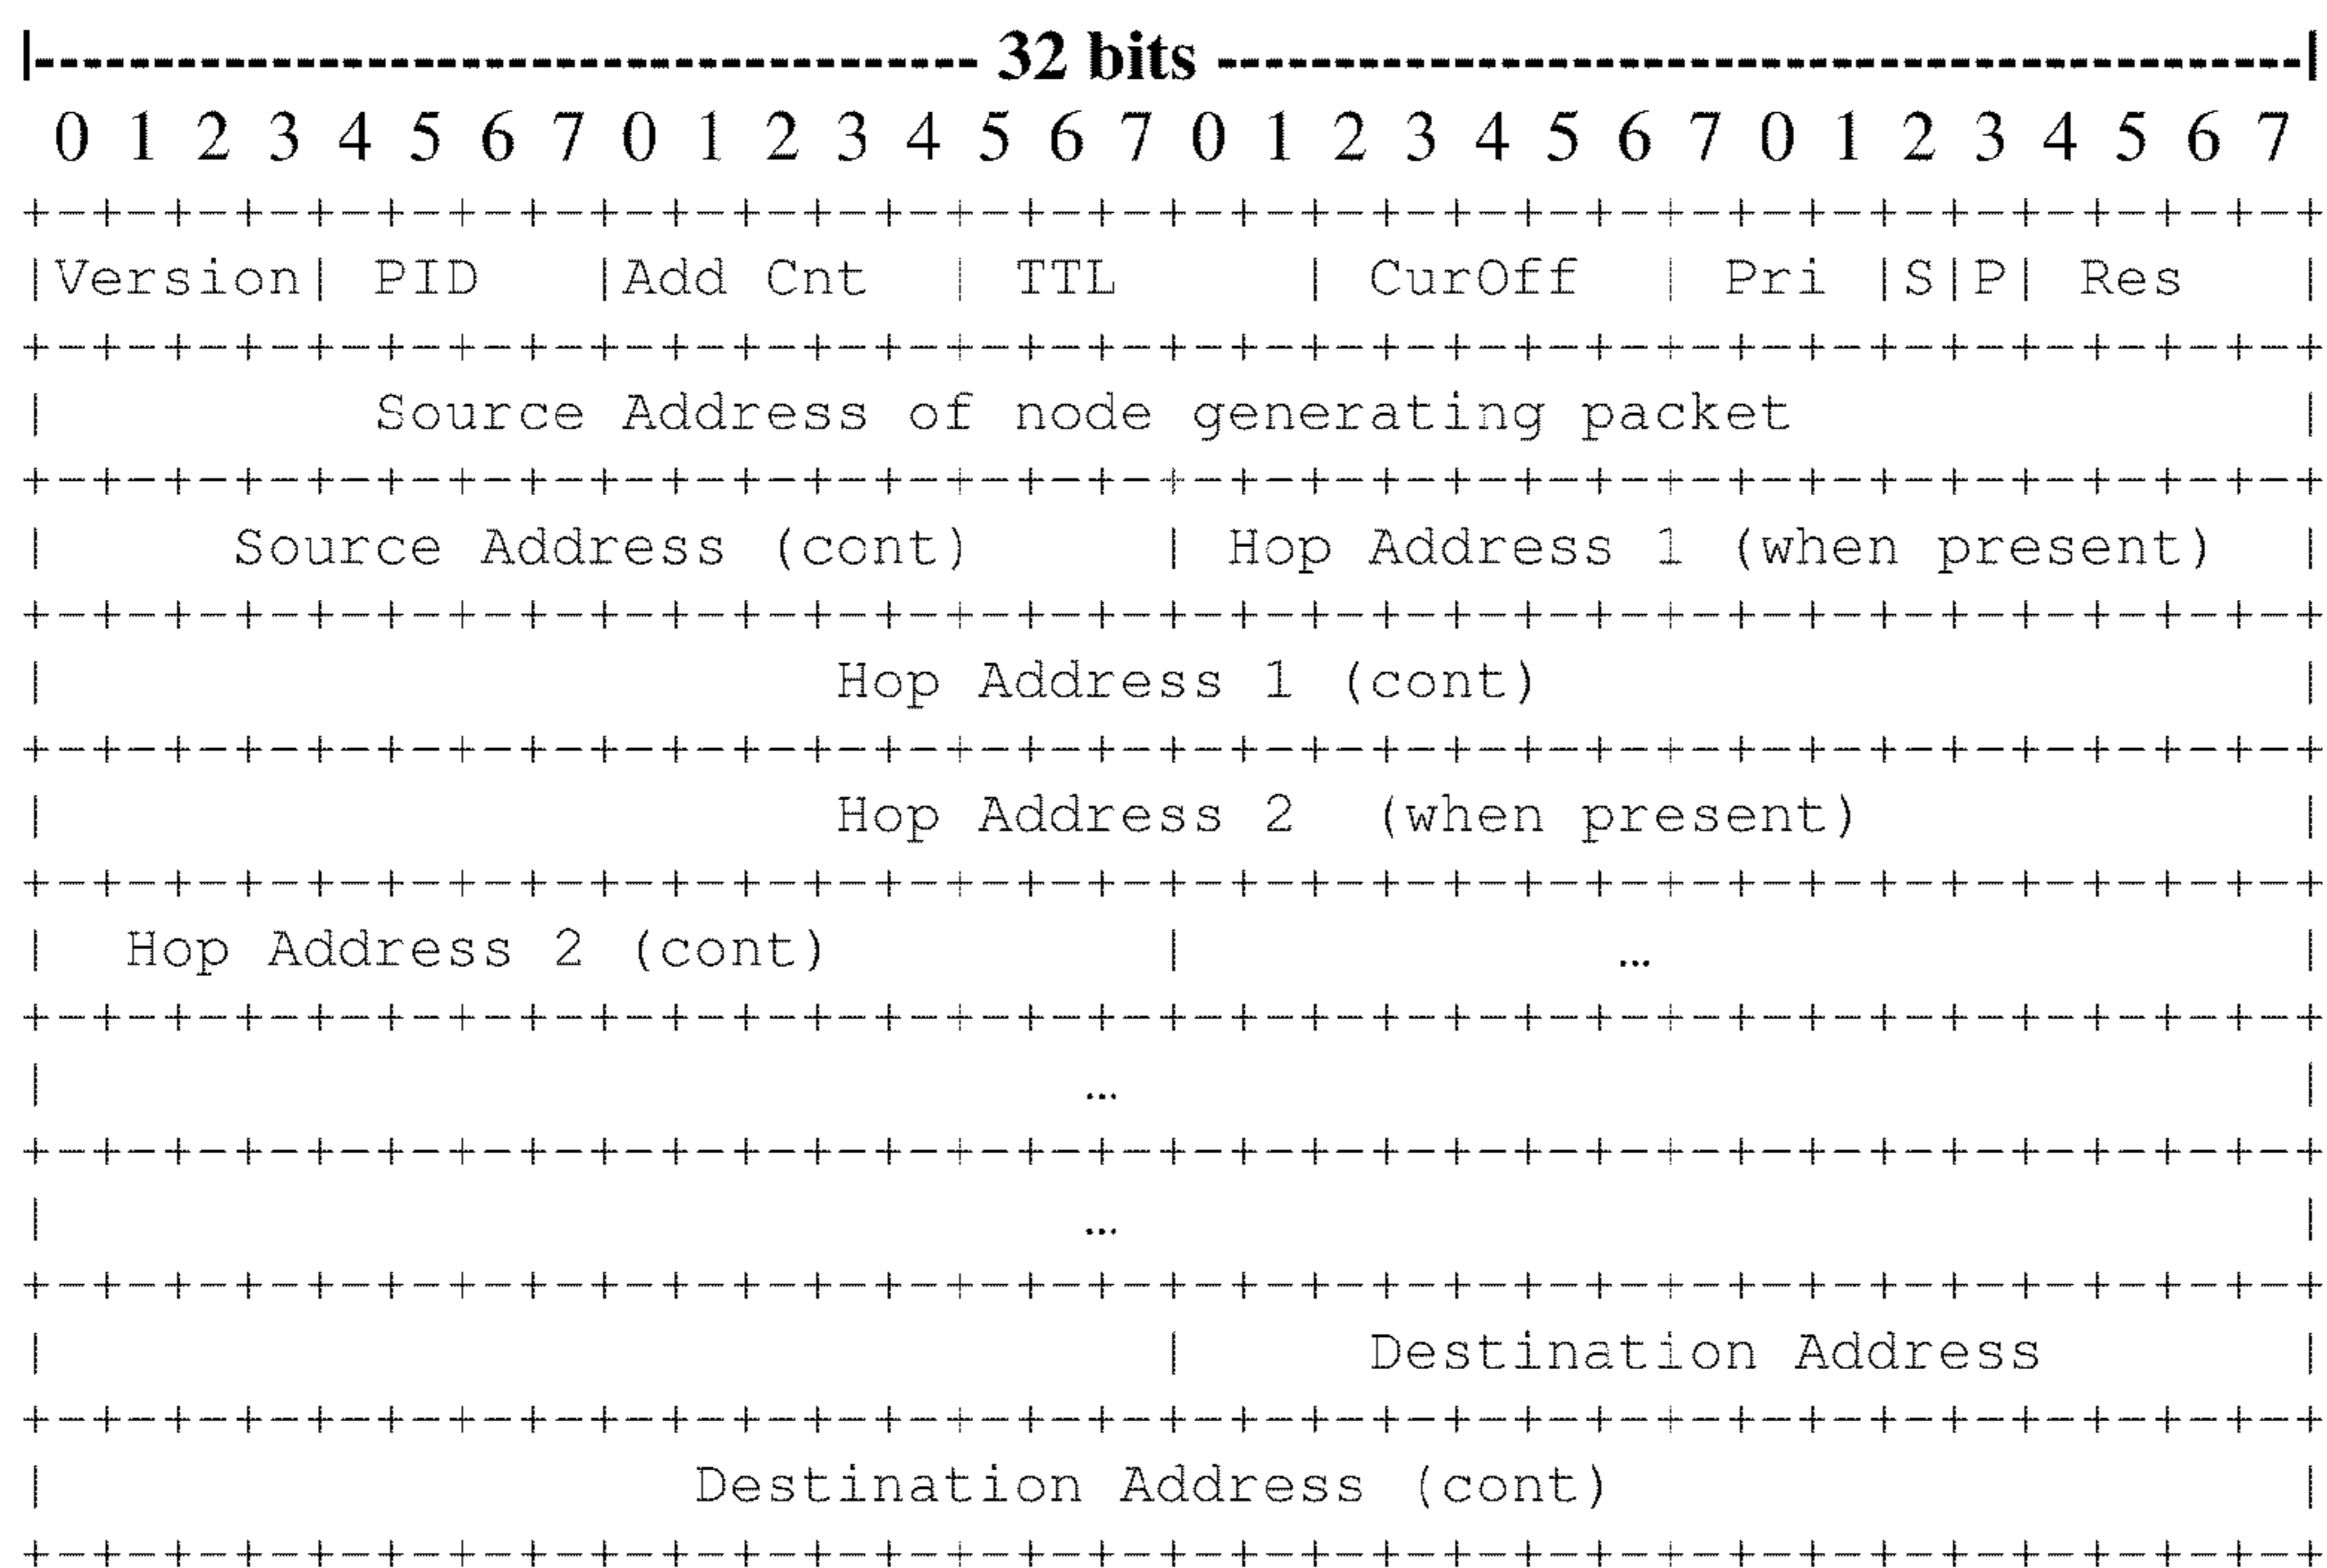 |---------------------------------------- 32 bits ----------------------------------------------|
0 1 2 3 4 5 6 7 0 1 2 3 4 5 6 7 0 1 2 3 4 5 6 7 0 1 2 3 4 5 6 7
+-+-+-+-+-+-+-+-+-+-+-+-+-+-+-+-+-+-+-+-+-+-+-+-+-+-+-+-+-+-+-+-+
|Version| PID   |Add Cnt  | TTL     | CurOff  | Pri |S|P| Res   |
+-+-+-+-+-+-+-+-+-+-+-+-+-+-+-+-+-+-+-+-+-+-+-+-+-+-+-+-+-+-+-+-+
|         Source Address of node generating packet              |
+-+-+-+-+-+-+-+-+-+-+-+-+-+-+-+-+-+-+-+-+-+-+-+-+-+-+-+-+-+-+-+-+
|     Source Address (cont)     | Hop Address 1 (when present)  |
+-+-+-+-+-+-+-+-+-+-+-+-+-+-+-+-+-+-+-+-+-+-+-+-+-+-+-+-+-+-+-+-+
|                      Hop Address 1 (cont)                     |
+-+-+-+-+-+-+-+-+-+-+-+-+-+-+-+-+-+-+-+-+-+-+-+-+-+-+-+-+-+-+-+-+
|                      Hop Address 2  (when present)            |
+-+-+-+-+-+-+-+-+-+-+-+-+-+-+-+-+-+-+-+-+-+-+-+-+-+-+-+-+-+-+-+-+
|  Hop Address 2 (cont)         |            …                  |
+-+-+-+-+-+-+-+-+-+-+-+-+-+-+-+-+-+-+-+-+-+-+-+-+-+-+-+-+-+-+-+-+
|                             …                                 |
+-+-+-+-+-+-+-+-+-+-+-+-+-+-+-+-+-+-+-+-+-+-+-+-+-+-+-+-+-+-+-+-+
|                             …                                 |
+-+-+-+-+-+-+-+-+-+-+-+-+-+-+-+-+-+-+-+-+-+-+-+-+-+-+-+-+-+-+-+-+
|                               |     Destination Address       |
+-+-+-+-+-+-+-+-+-+-+-+-+-+-+-+-+-+-+-+-+-+-+-+-+-+-+-+-+-+-+-+-+
|                  Destination Address (cont)                   |
+-+-+-+-+-+-+-+-+-+-+-+-+-+-+-+-+-+-+-+-+-+-+-+-+-+-+-+-+-+-+-+-+